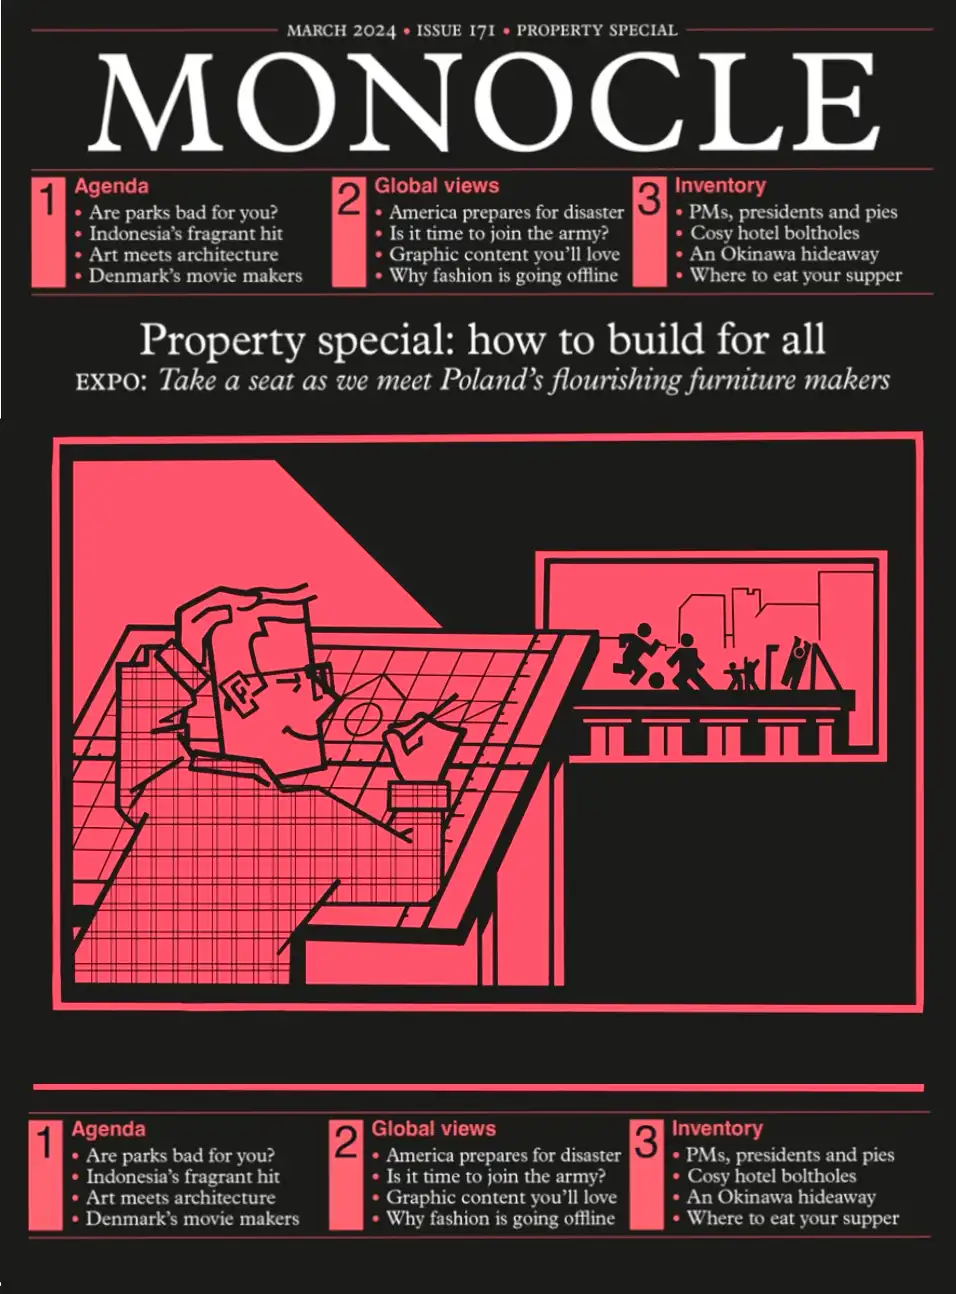 MARCH 2024 • ISSUE 171 • PROPERTY SPECIAL
MONOCLE
1 Agenda
• Are parks bad for you?
• Indonesia's fragrant hit
• Art meets architecture
• Denmark's movie makers
2 Global views
• America prepares for disaster
• Is it time to join the army?
• Graphic content you'll love
• Why fashion is going offline
3 Inventory
• PMs, presidents and pies
• Cosy hotel boltholes
• An Okinawa hideaway
• Where to eat your supper
Property special: how to build for all
EXPO: Take a seat as we meet Poland's flourishing furniture makers
1 Agenda
• Are parks bad for you?
• Indonesia's fragrant hit
• Art meets architecture
• Denmark's movie makers
2 Global views
• America prepares for disaster
• Is it time to join the army?
• Graphic content you'll love
• Why fashion is going offline
3 Inventory
• PMs, presidents and pies
• Cosy hotel boltholes
• An Okinawa hideaway
• Where to eat your supper